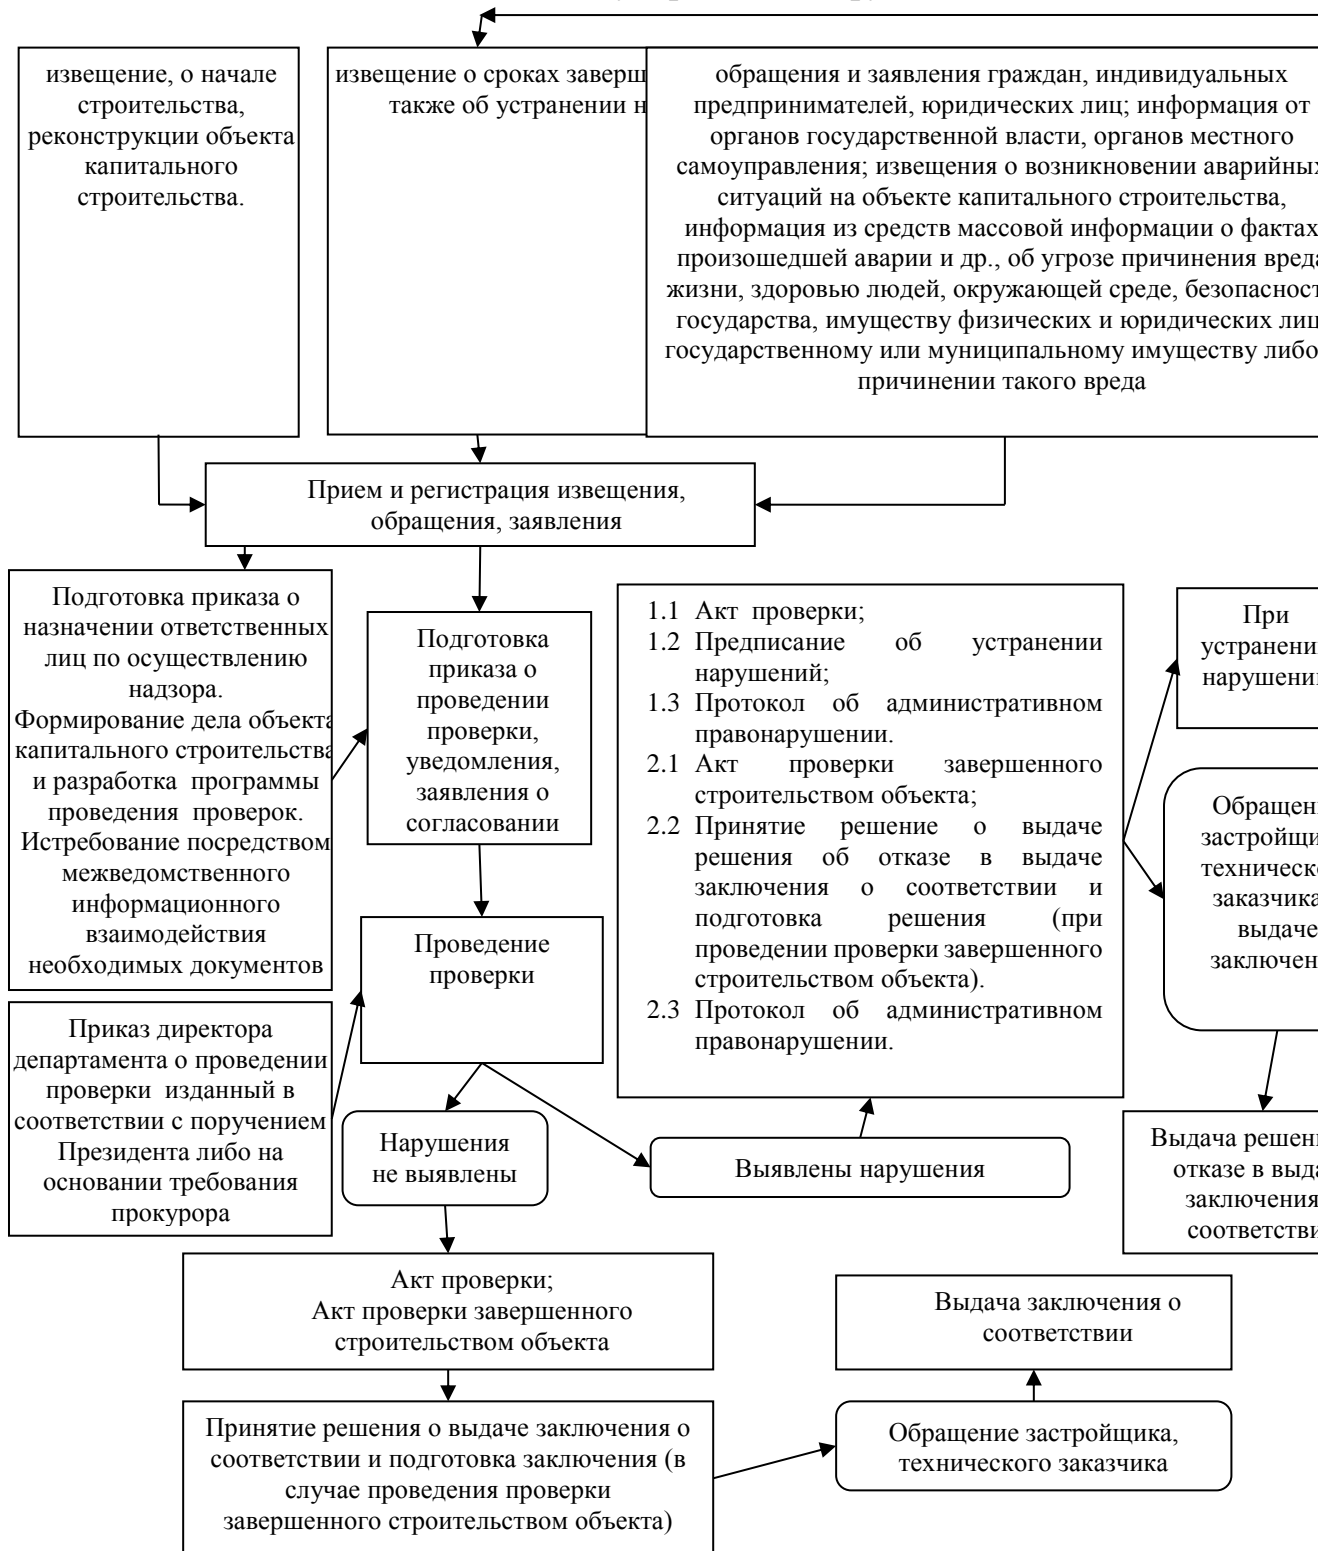 извещение, о начале
строительства,
реконструкции объекта
капитального
строительства.
извещение о сроках заверш
также об устранении н
обращения и заявления граждан, индивидуальных
предпринимателей, юридических лиц; информация от
органов государственной власти, органов местного
самоуправления; извещения о возникновении аварийных
ситуаций на объекте капитального строительства,
информация из средств массовой информации о фактах
произошедшей аварии и др., об угрозе причинения вреда
жизни, здоровью людей, окружающей среде, безопасност
государства, имуществу физических и юридических лиц
государственному или муниципальному имуществу либо
причинении такого вреда
Прием и регистрация извещения,
обращения, заявления
Подготовка приказа о
назначении ответственных
лиц по осуществлению
надзора.
Формирование дела объекта
капитального строительства
и разработка программы
проведения проверок.
Истребование посредством
межведомственного
информационного
взаимодействия
необходимых документов
Подготовка
приказа о
проведении
проверки,
уведомления,
заявления о
согласовании
1.1 Акт проверки;
1.2 Предписание об устранении
нарушений;
1.3 Протокол об административном
правонарушении.
2.1 Акт проверки завершенного
строительством объекта;
2.2 Принятие решение о выдаче
решения об отказе в выдаче
заключения о соответствии и
подготовка решения (при
проведении проверки завершенного
строительством объекта).
2.3 Протокол об административном
правонарушении.
При
устранени
нарушени
Обращени
застройщи
техническо
заказчика
выдаче
заключен
Проведение
проверки
Приказ директора
департамента о проведении
проверки изданный в
соответствии с поручением
Президента либо на
основании требования
прокурора
Нарушения
не выявлены
Выявлены нарушения
Выдача решени
отказе в выда
заключения
соответстви
Акт проверки;
Акт проверки завершенного
строительством объекта
Выдача заключения о
соответствии
Принятие решения о выдаче заключения о
соответствии и подготовка заключения (в
случае проведения проверки
завершенного строительством объекта)
Обращение застройщика,
технического заказчика